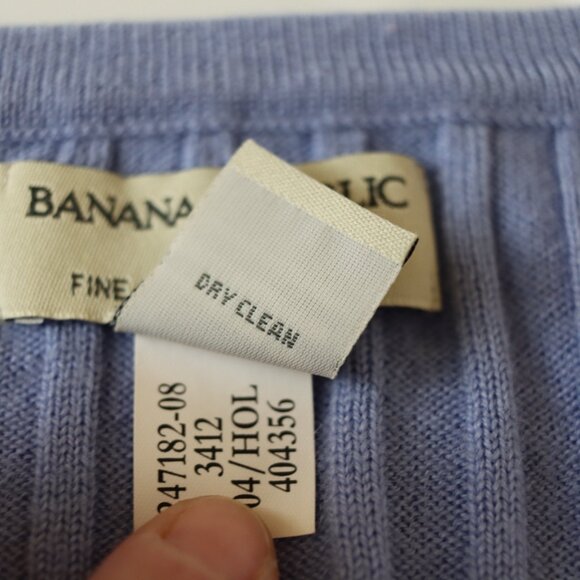 BANANA
LIC
FINE
DRY CLEAN
247182-08
3412
04/HOL
404356